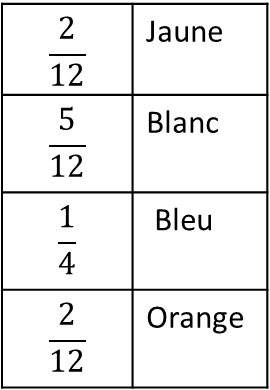 2/12 Jaune
5/12 Blanc
1/4 Bleu
2/12 Orange